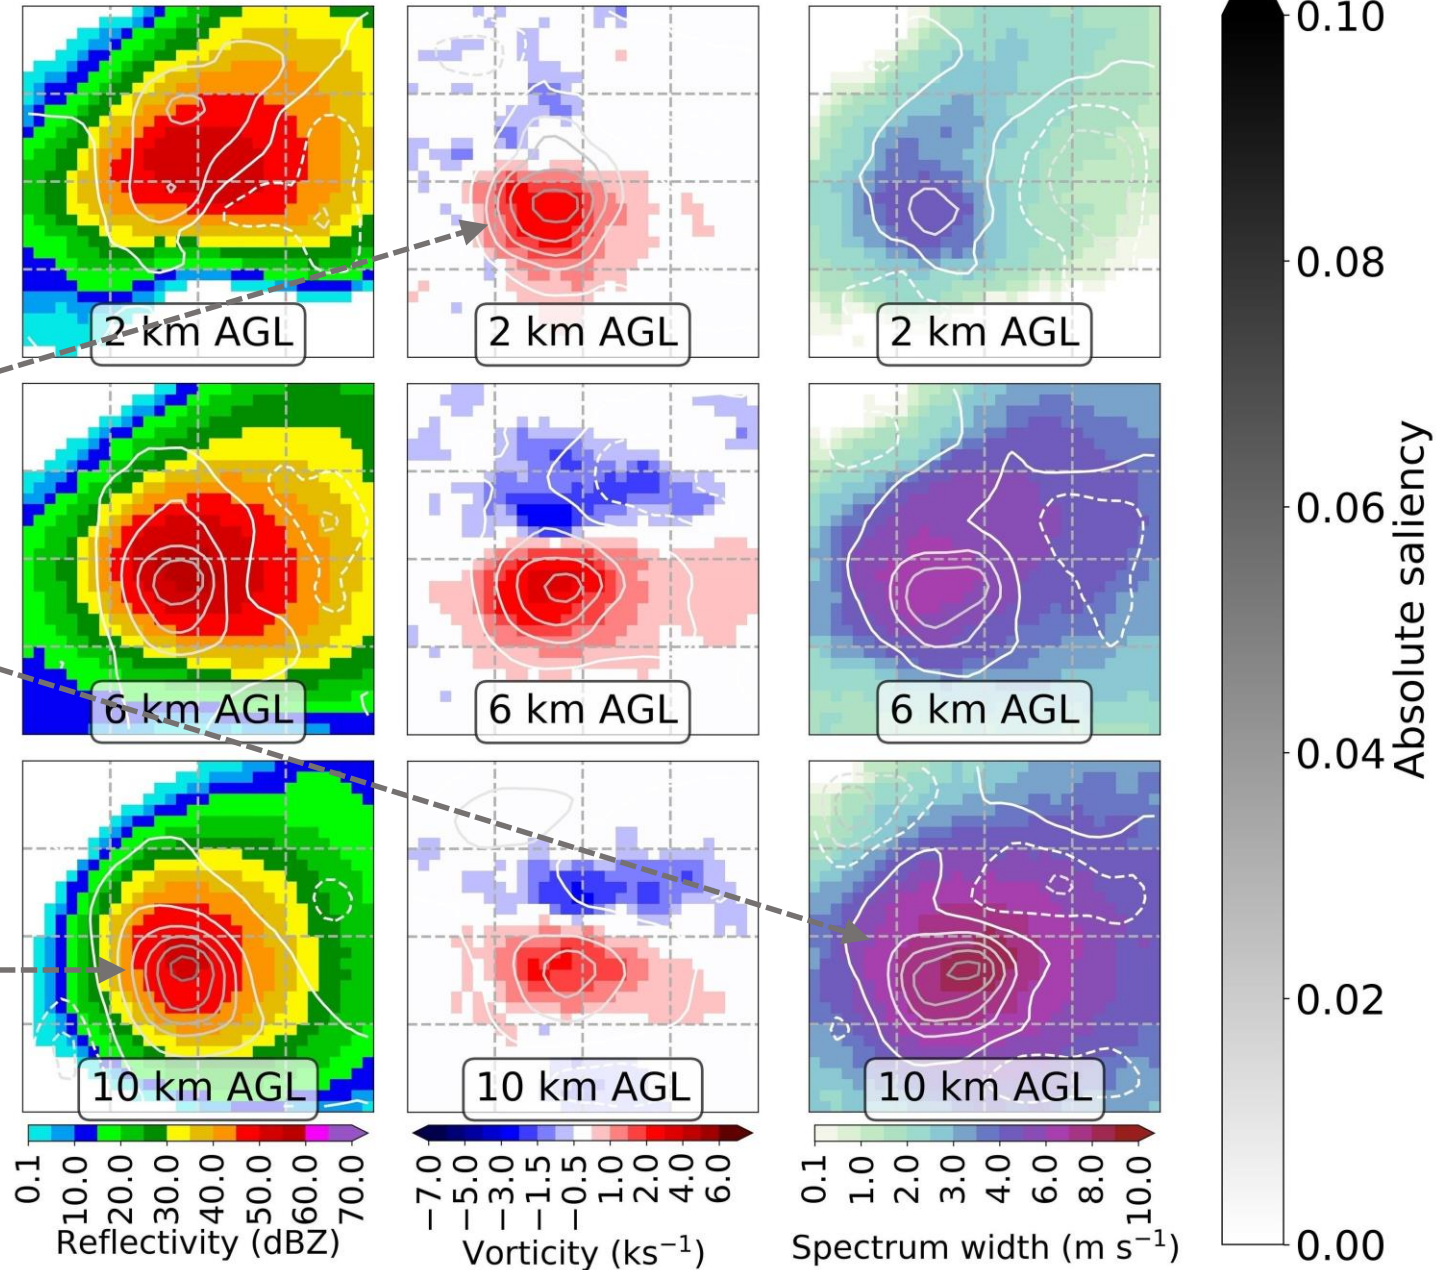 2 km AGL
2 km AGL
2 km AGL
6 km AGL
6 km AGL
6 km AGL
10 km AGL
10 km AGL
10 km AGL
0.1
10.0
20.0
30.0
40.0
50.0
60.0
70.0
Reflectivity (dBZ)
−7.0
−5.0
−3.0
−1.5
−0.5
1.0
2.0
4.0
6.0
Vorticity (ks⁻¹)
0.1
1.0
2.0
3.0
4.0
6.0
8.0
10.0
Spectrum width (m s⁻¹)
0.10
0.08
0.06
0.04
0.02
0.00
Absolute saliency